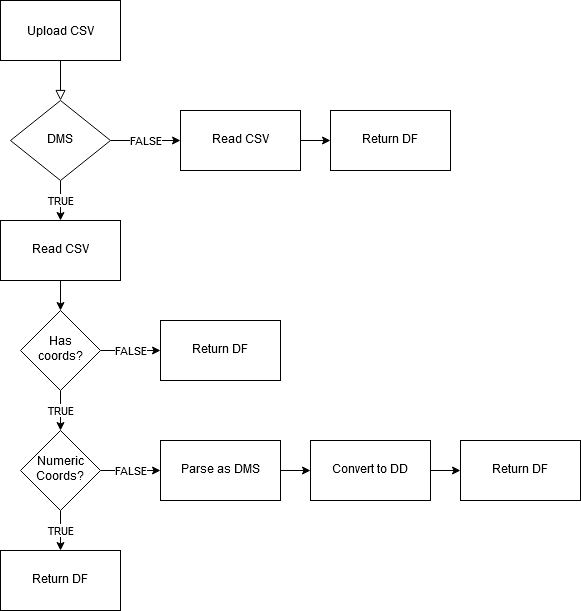 Upload CSV
DMS
FALSE
Read CSV
Return DF
TRUE
Read CSV
Has
coords?
FALSE
Return DF
TRUE
Numeric
Coords?
FALSE
Parse as DMS
Convert to DD
Return DF
TRUE
Return DF